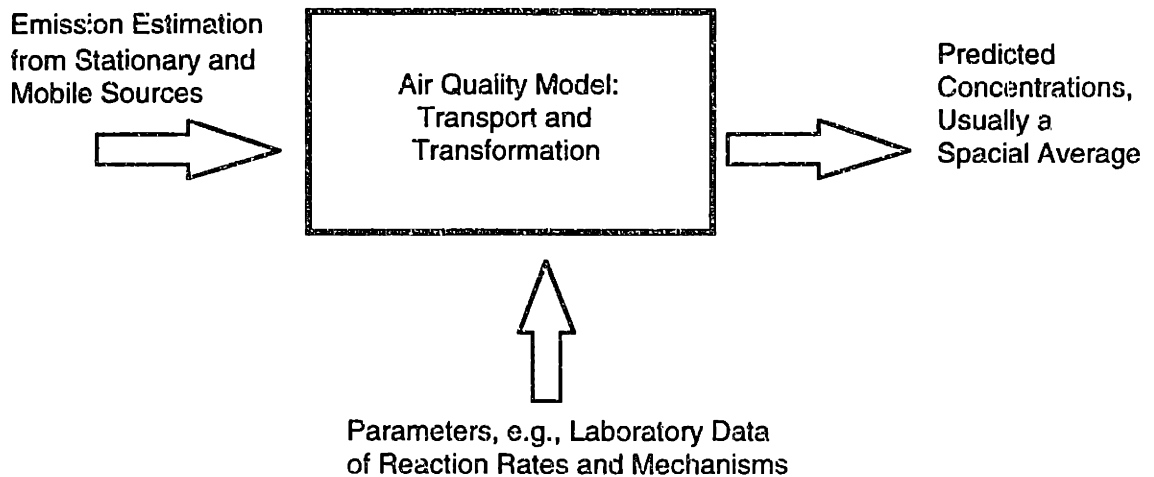 Emission Estimation
from Stationary and
Mobile Sources
Air Quality Model:
Transport and
Transformation
Predicted
Concentrations,
Usually a
Spacial Average
Parameters, e.g., Laboratory Data
of Reaction Rates and Mechanisms